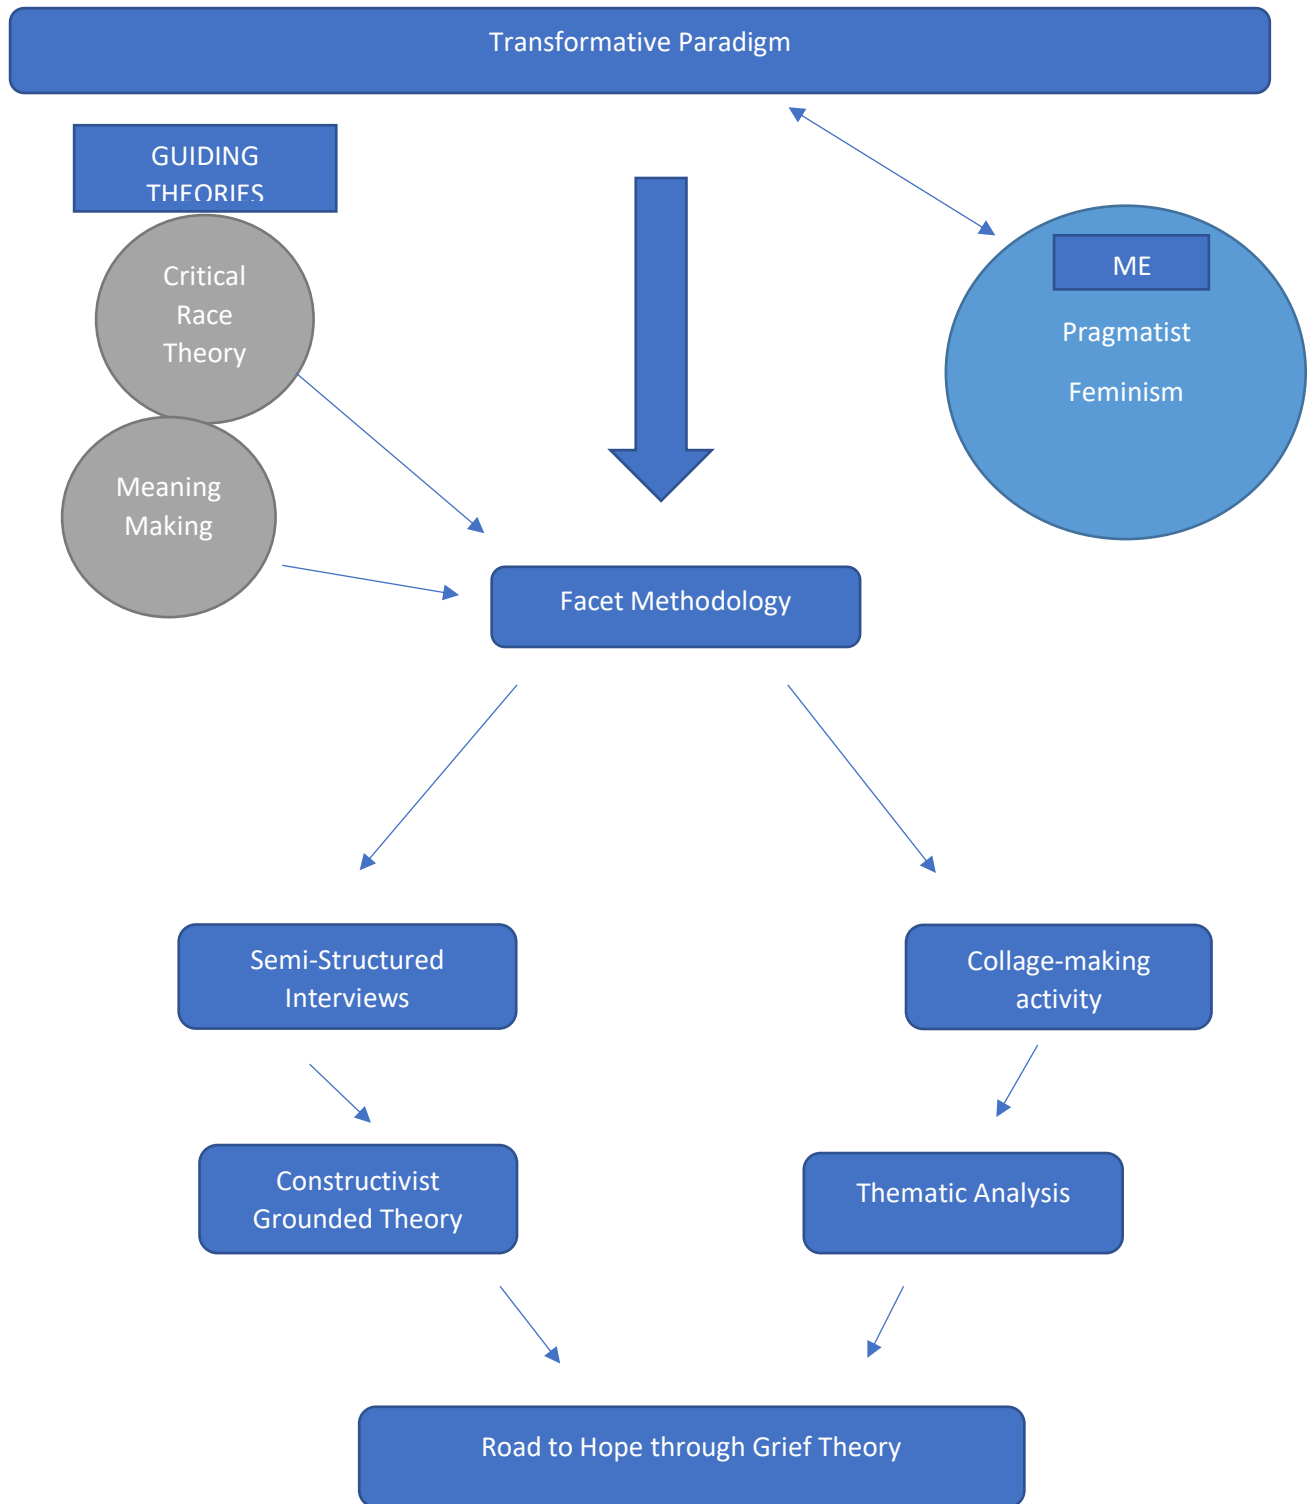 Transformative Paradigm
GUIDING
THEORIES
Critical
Race
Theory
ME
Pragmatist
Feminism
Meaning
Making
Facet Methodology
Semi-Structured
Interviews
Collage-making
activity
Constructivist
Grounded Theory
Thematic Analysis
Road to Hope through Grief Theory